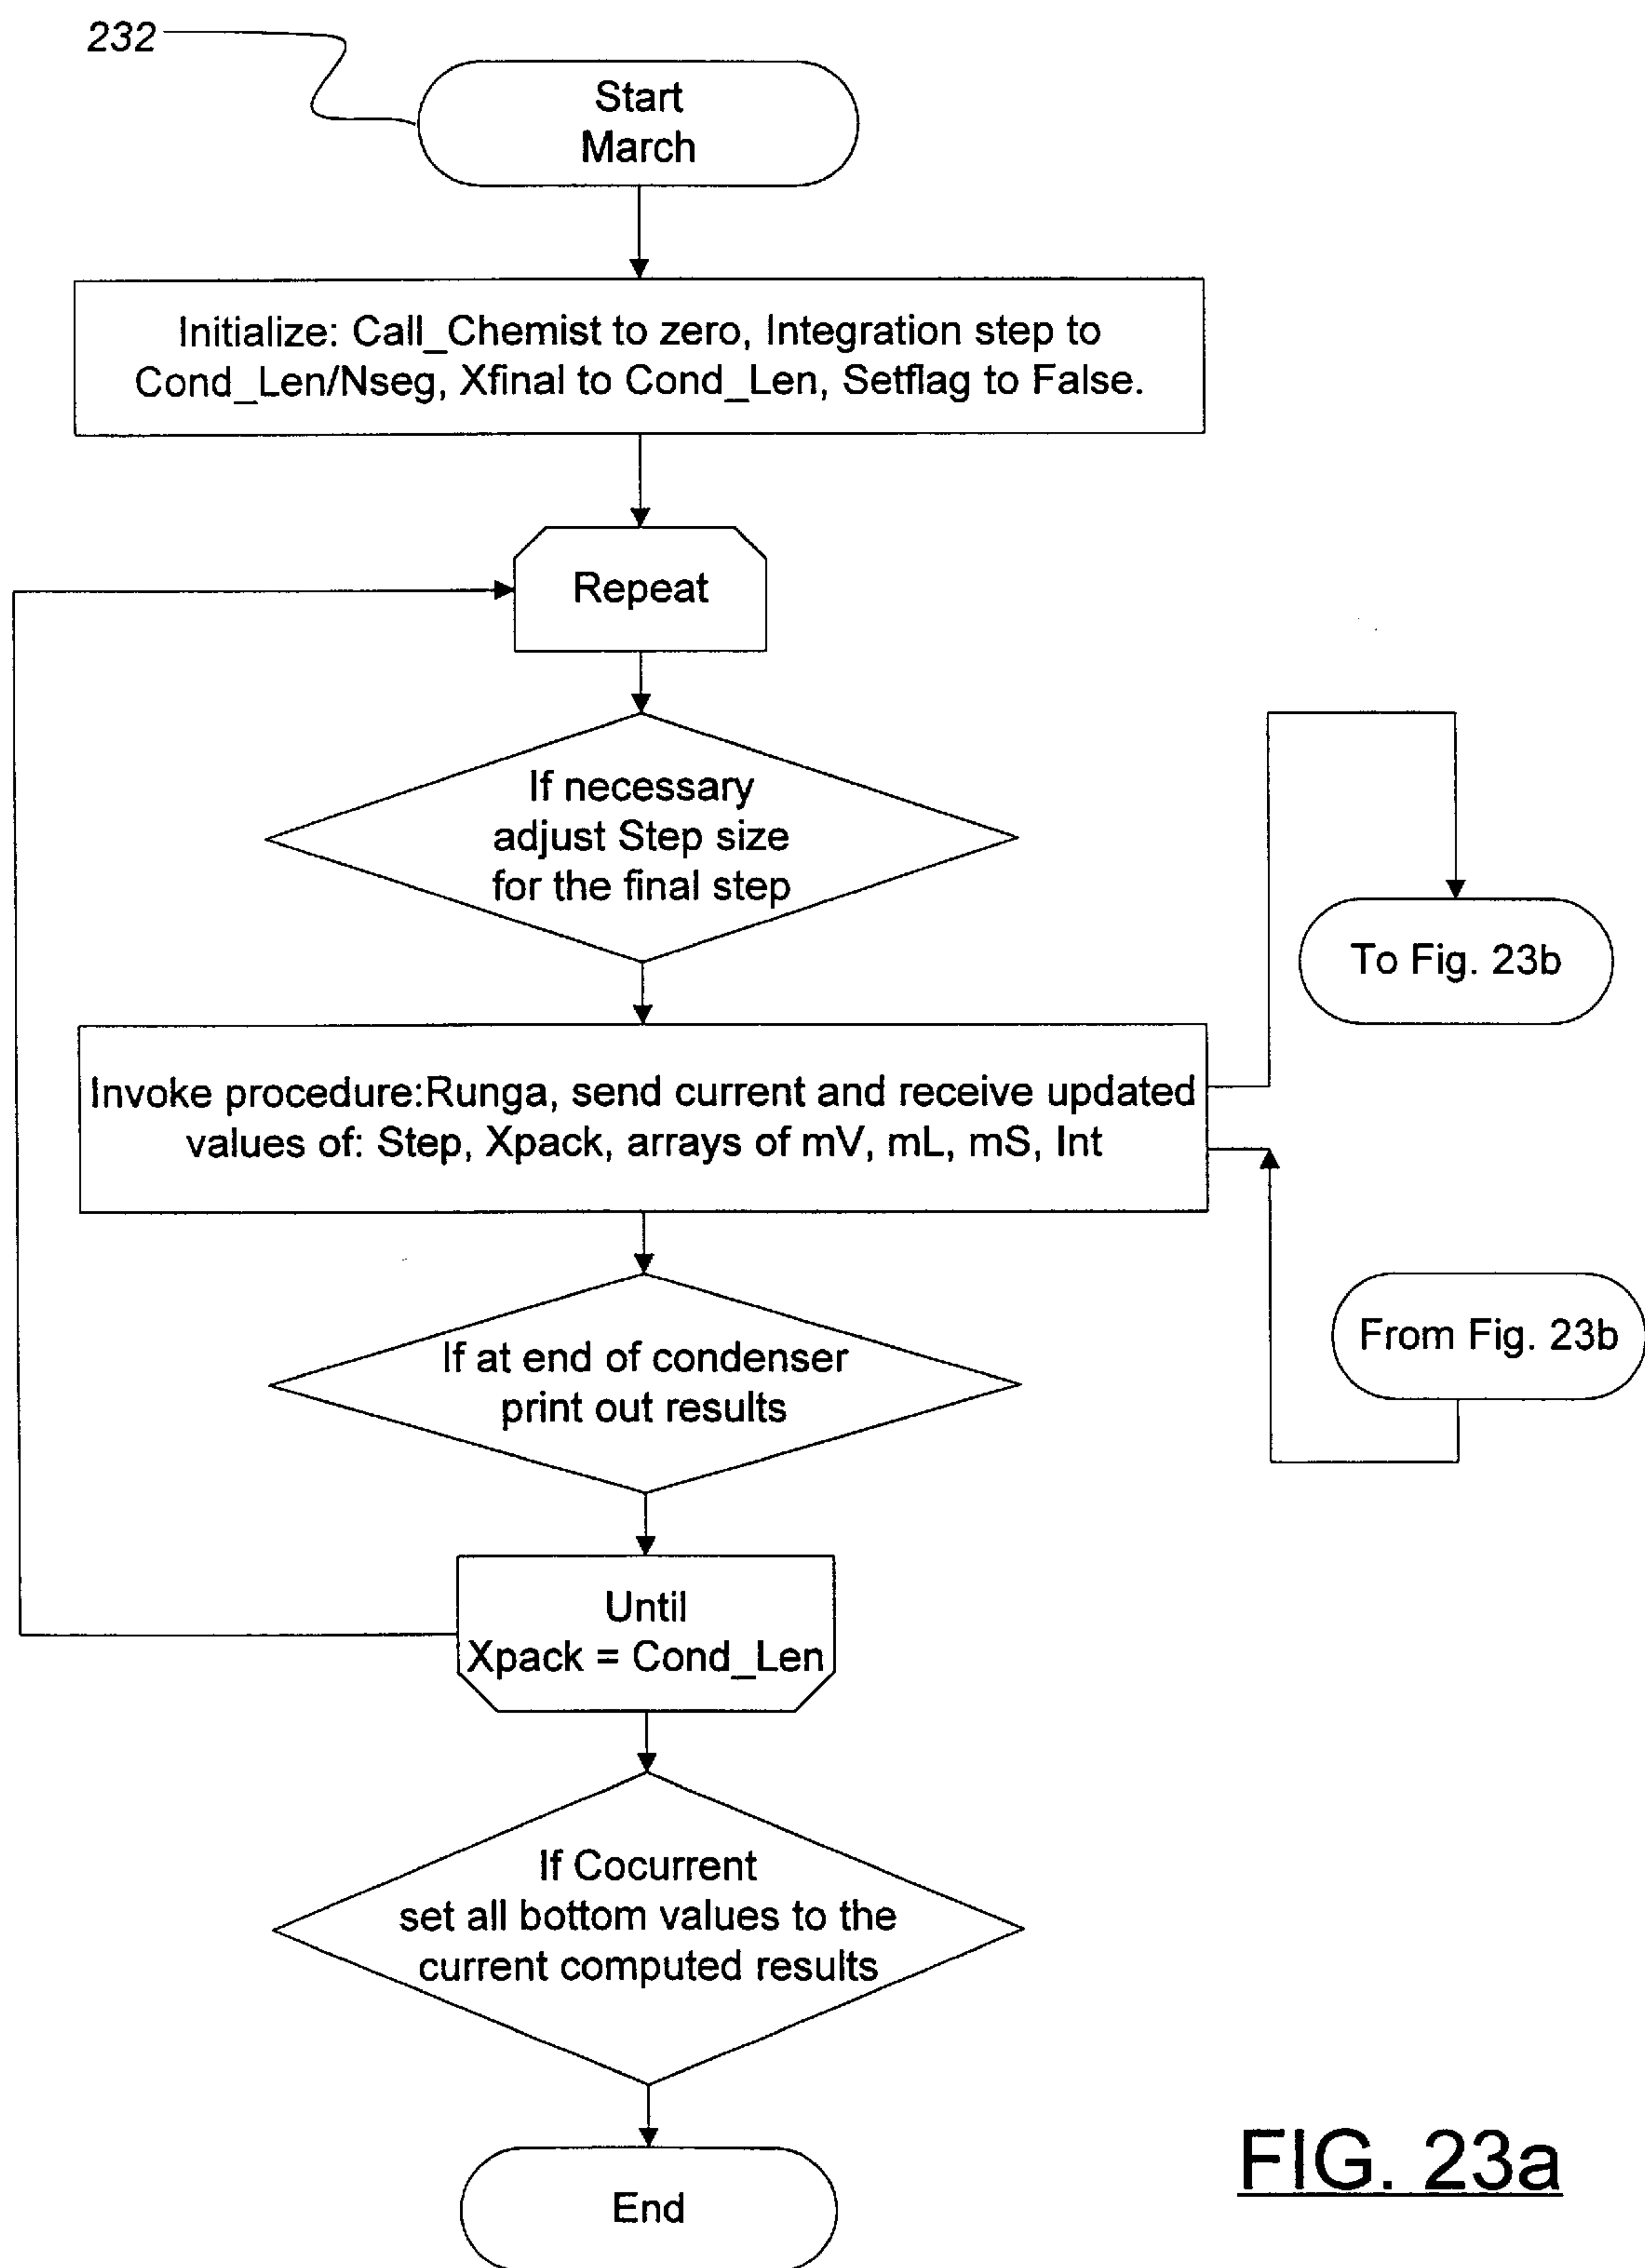 232
Start
March
Initialize: Call_Chemist to zero, Integration step to
Cond_Len/Nseg, Xfinal to Cond_Len, Setflag to False.
Repeat
If necessary
adjust Step size
for the final step
To Fig. 23b
Invoke procedure:Runga, send current and receive updated
values of: Step, Xpack, arrays of mV, mL, mS, Int
From Fig. 23b
If at end of condenser
print out results
Until
Xpack = Cond_Len
If Cocurrent
set all bottom values to the
current computed results
End
FIG. 23a